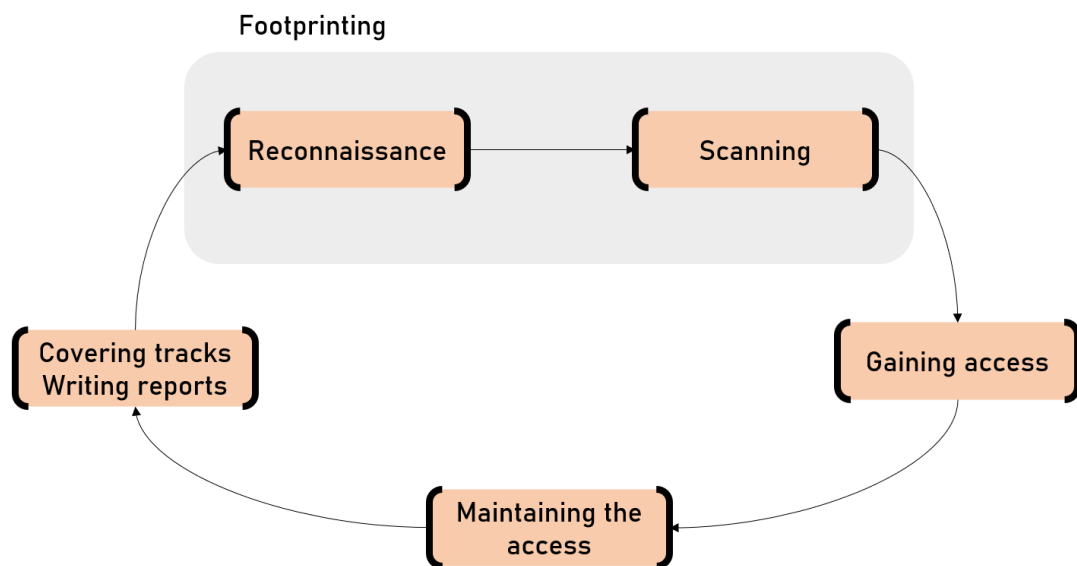 Footprinting
Reconnaissance
Scanning
Gaining access
Maintaining the
access
Covering tracks
Writing reports